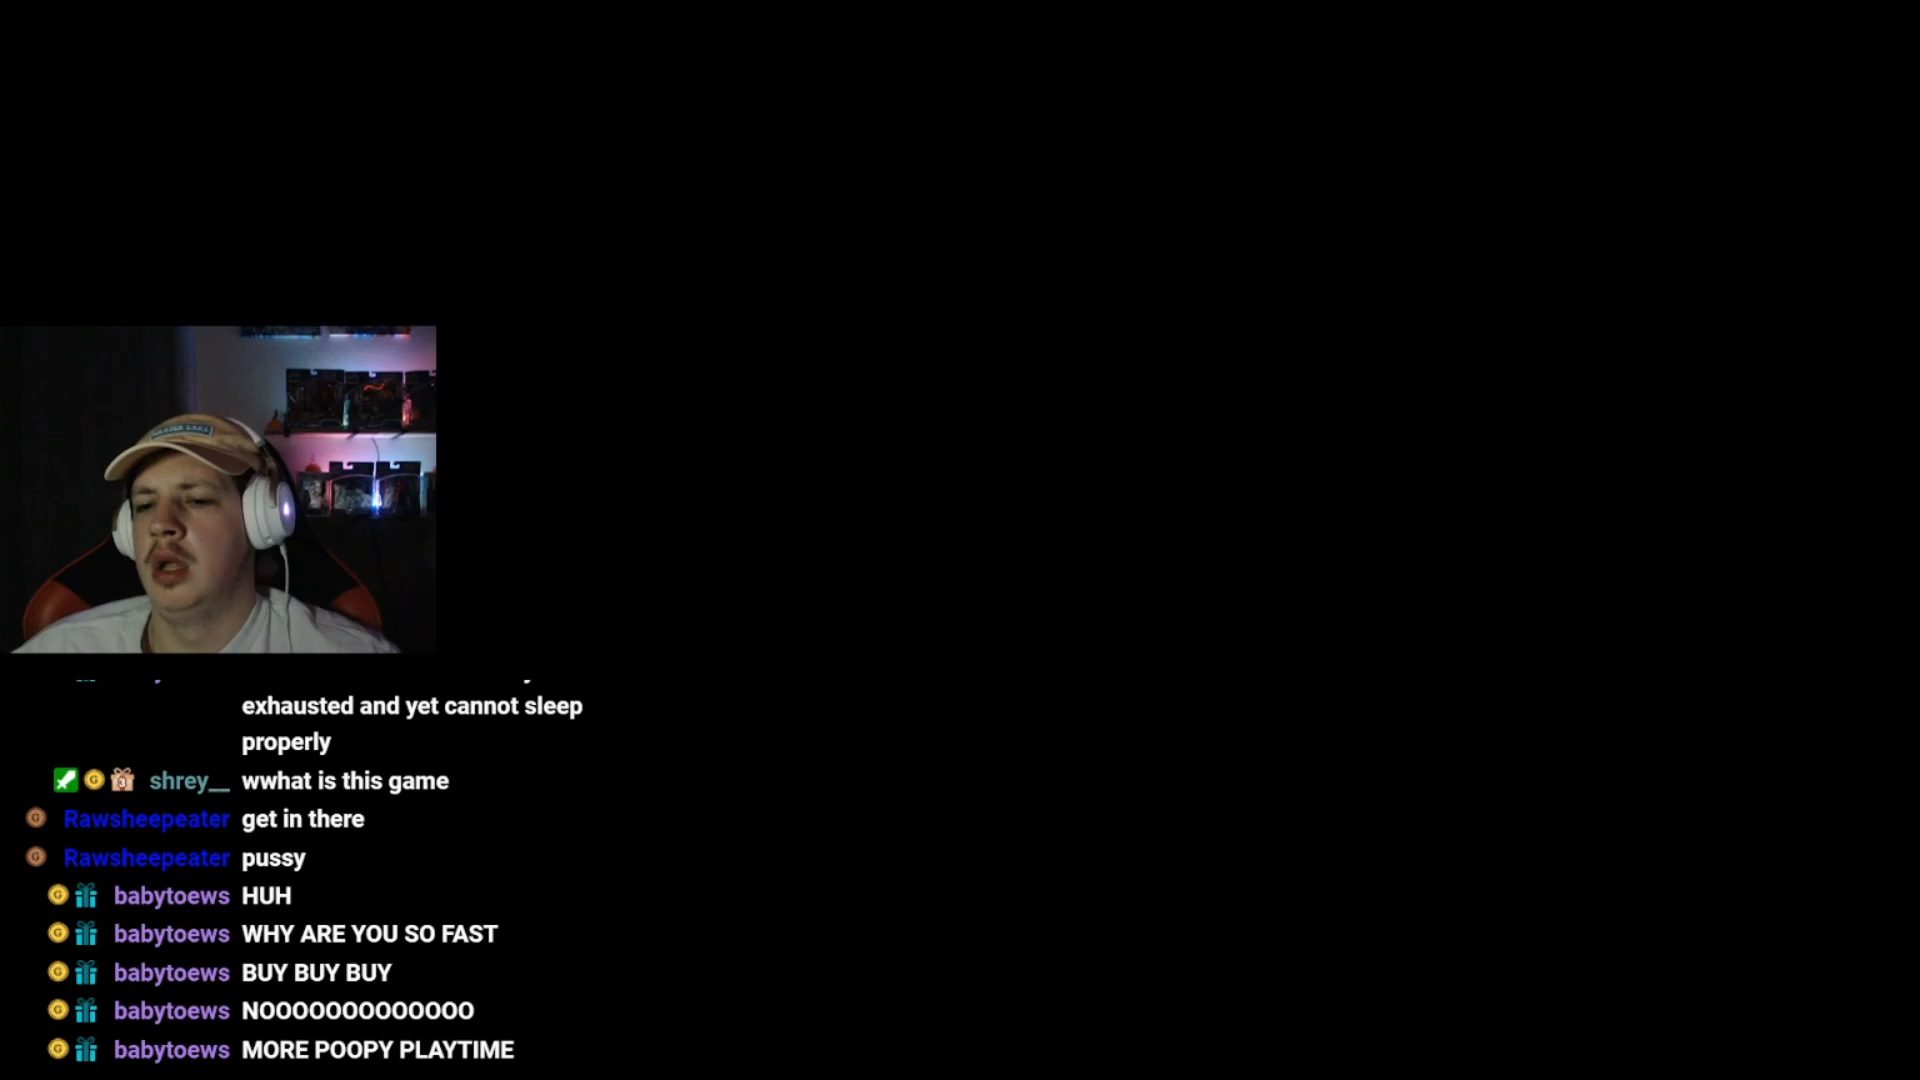 exhausted and yet cannot sleep
properly
shrey__ wwhat is this game
Rawsheepeater get in there
Rawsheepeater pussy
babytoews HUH
babytoews WHY ARE YOU SO FAST
babytoews BUY BUY BUY
babytoews NOOOOOOOOOOOOO
babytoews MORE POOPY PLAYTIME